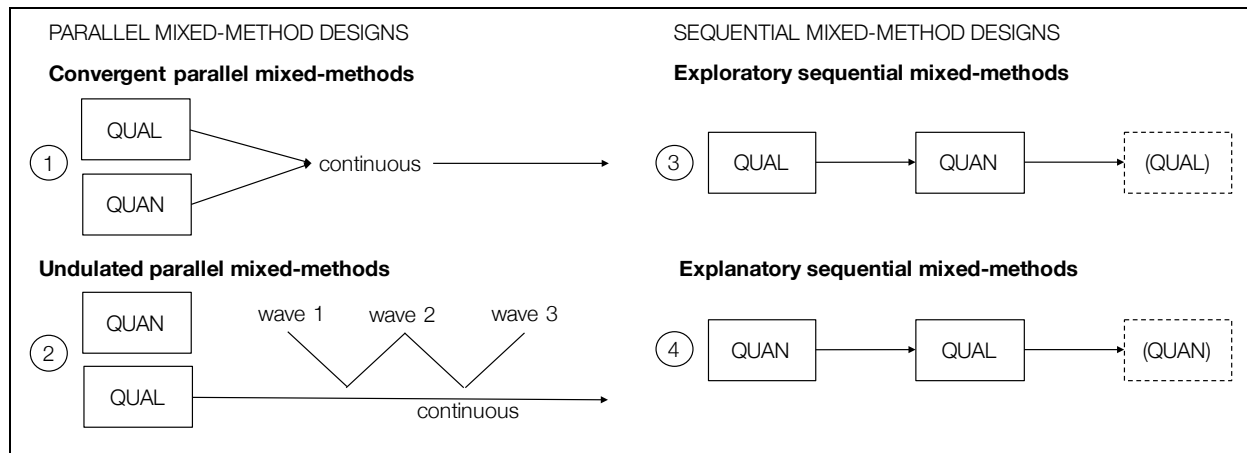 PARALLEL MIXED-METHOD DESIGNS
Convergent parallel mixed-methods
1
QUAL
QUAN
continuous
Undulated parallel mixed-methods
2
QUAN
QUAL
wave 1 wave 2 wave 3
continuous
SEQUENTIAL MIXED-METHOD DESIGNS
Exploratory sequential mixed-methods
3 QUAL QUAN (QUAL)
Explanatory sequential mixed-methods
4 QUAN QUAL (QUAN)